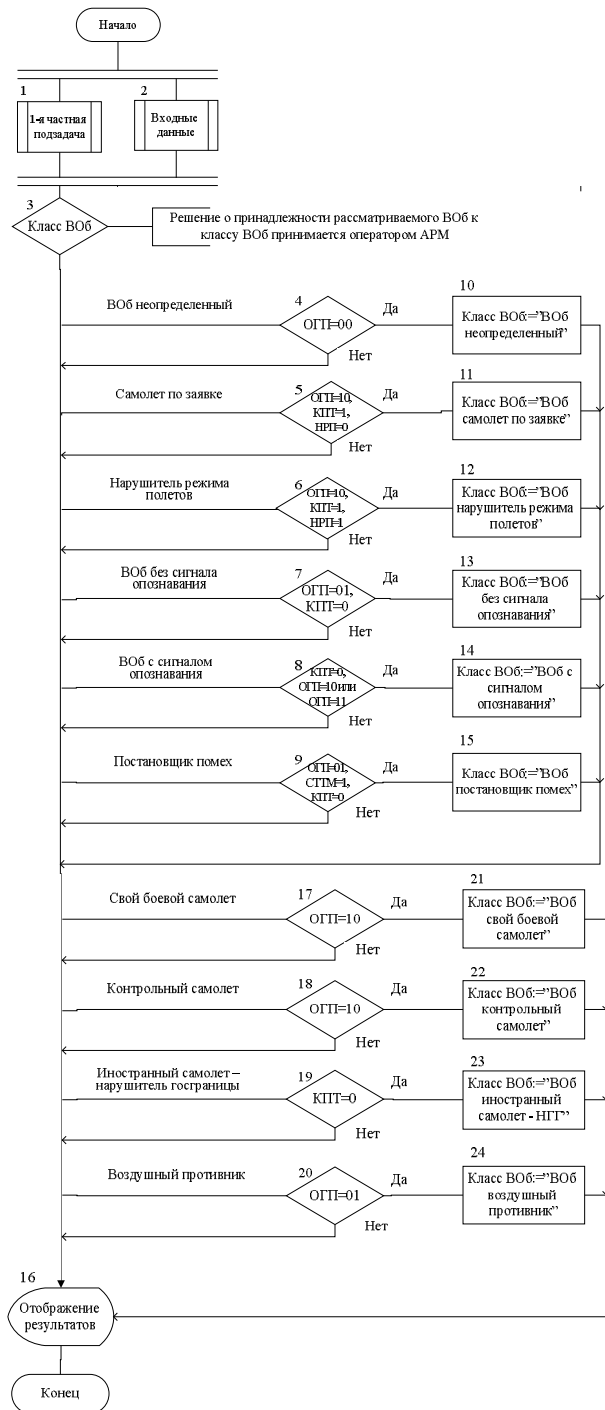 Начало
1
2
1-я частная
подзадача
Входные
данные
3
Класс ВОб
Решение о принадлежности рассматриваемого ВОб к
классу ВОб принимается оператором АРМ
ВОб неопределенный
4
ОГП=00
Да
Нет
10
Класс ВОб:="ВОб
неопределенный”
Самолет по заявке
5
ОГП=10,
КПТ=1,
НРП=0
Да
Нет
11
Класс ВОб:=”ВОб
самолет по заявке”
Нарушитель режима
полетов
6
ОГП=10,
КПТ=1,
НРП=1
Да
Нет
12
Класс ВОб:=”ВОб
нарушитель режима
полетов”
ВОб без сигнала
опознавания
7
ОГП=01,
КПТ=0
Да
Нет
13
Класс ВОб:=”ВОб
без сигнала
опознавания”
ВОб с сигналом
опознавания
8
КПТ=0,
ОГП=10 или
ОГП=11
Да
Нет
14
Класс ВОб:=”ВОб с
сигналом
опознавания”
Постановщик помех
9
ОГП=01,
СТПМ=1,
КПТ=0
Да
Нет
15
Класс ВОб:=”ВОб
постановщик помех”
Свой боевой самолет
17
ОГП=10
Да
Нет
21
Класс ВОб:=”ВОб
свой боевой
самолет”
Контрольный самолет
18
ОГП=10
Да
Нет
22
Класс ВОб:=”ВОб
контрольный
самолет”
Иностранный самолет –
нарушитель госграницы
19
КПТ=0
Да
Нет
23
Класс ВОб:=”ВОб
иностранный
самолет - НГГ”
Воздушный противник
20
ОГП=01
Да
Нет
24
Класс ВОб:=”ВОб
воздушный
противник”
16
Отображение
результатов
Конец